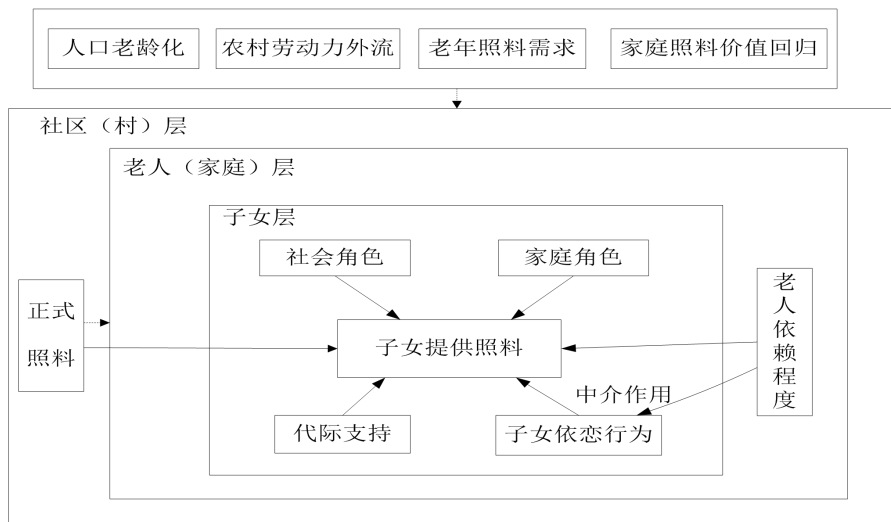 人口老龄化
农村劳动力外流
老年照料需求
家庭照料价值回归
社区（村）层
老人（家庭）层
子女层
社会角色
家庭角色
正式
照料
子女提供照料
老人依赖程度
中介作用
代际支持
子女依恋行为